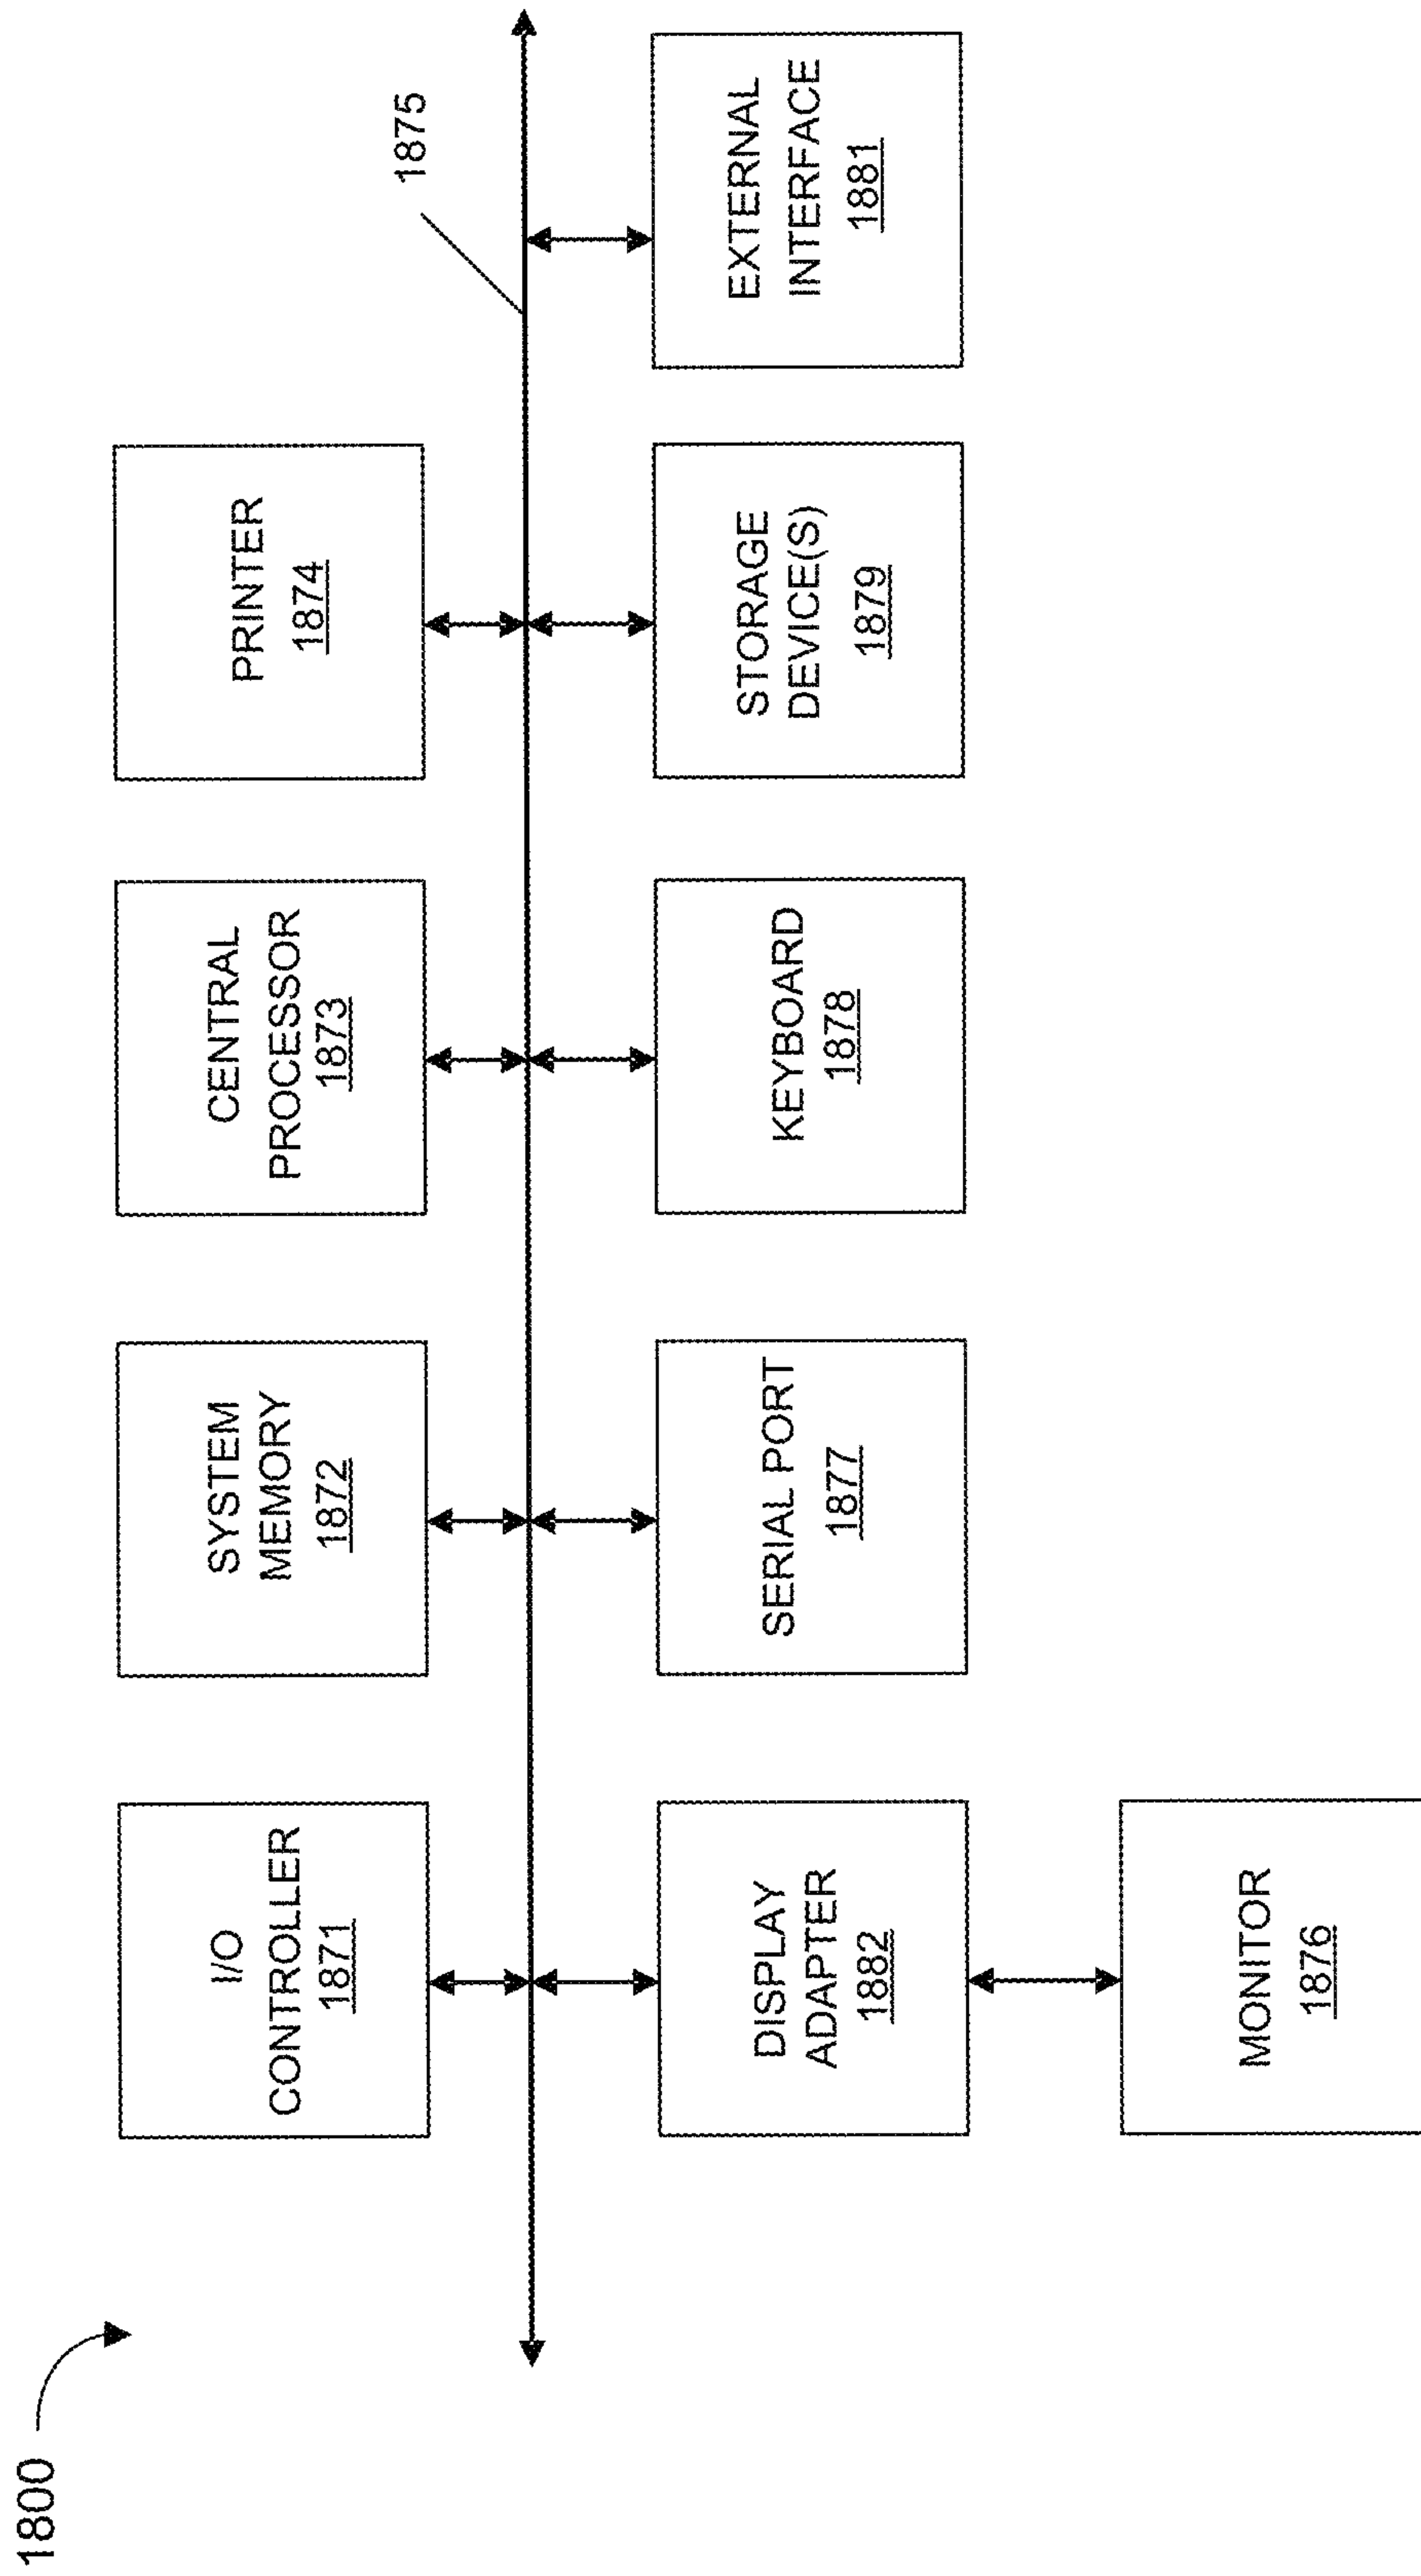 1800
I/O
CONTROLLER
1871
SYSTEM
MEMORY
1872
CENTRAL
PROCESSOR
1873
PRINTER
1874
1875
DISPLAY
ADAPTER
1882
SERIAL PORT
1877
KEYBOARD
1878
STORAGE
DEVICE(S)
1879
EXTERNAL
INTERFACE
1881
MONITOR
1876